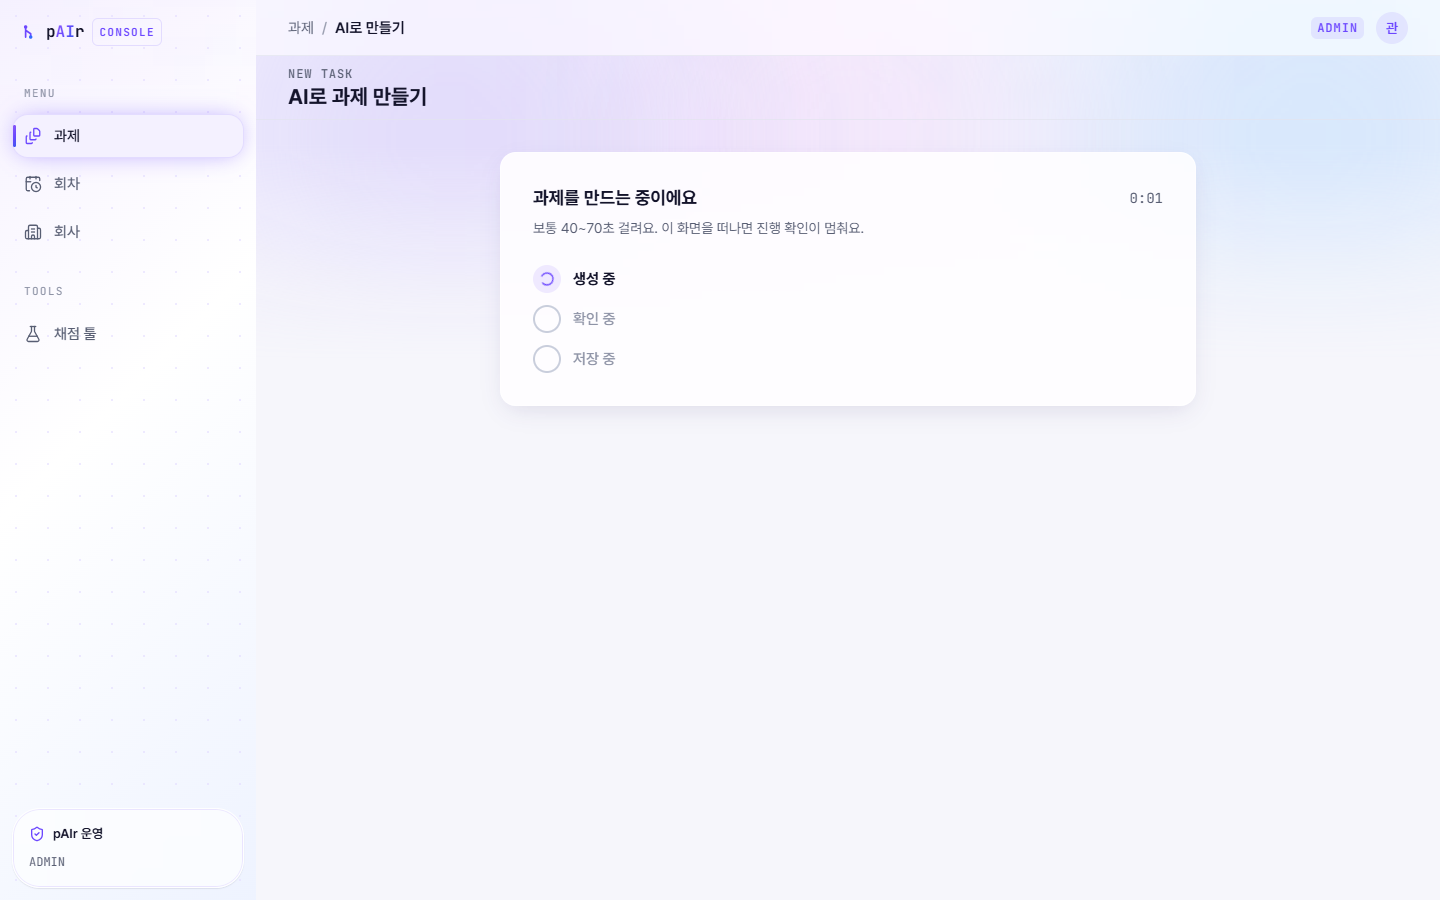 pAIr CONSOLE
과제 / AI로 만들기
ADMIN 관
MENU
과제
회차
회사
TOOLS
채점 툴
NEW TASK
AI로 과제 만들기
과제를 만드는 중이에요 0:01
보통 40~70초 걸려요. 이 화면을 떠나면 진행 확인이 멈춰요.
생성 중
확인 중
저장 중
pAIr 운영
ADMIN